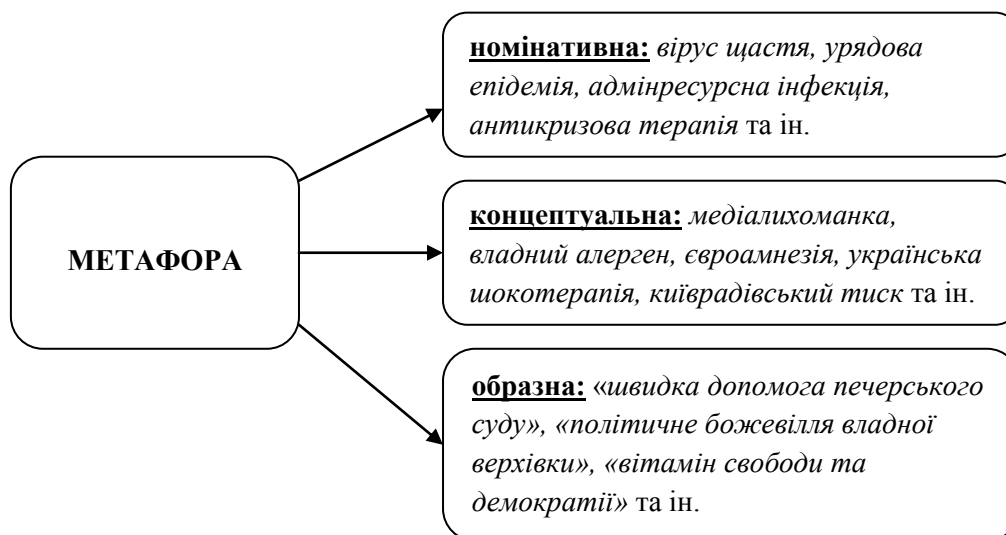 МЕТАФОРА
номінативна: вірус щастя, урядова
епідемія, адмінресурсна інфекція,
антикризова терапія та ін.
концептуальна: медіалихоманка,
владний алерген, євроамнезія, українська
шокотерапія, київрадівський тиск та ін.
образна: «швидка допомога печерського
суду», «політичне божевілля владної
верхівки», «вітамін свободи та
демократії» та ін.